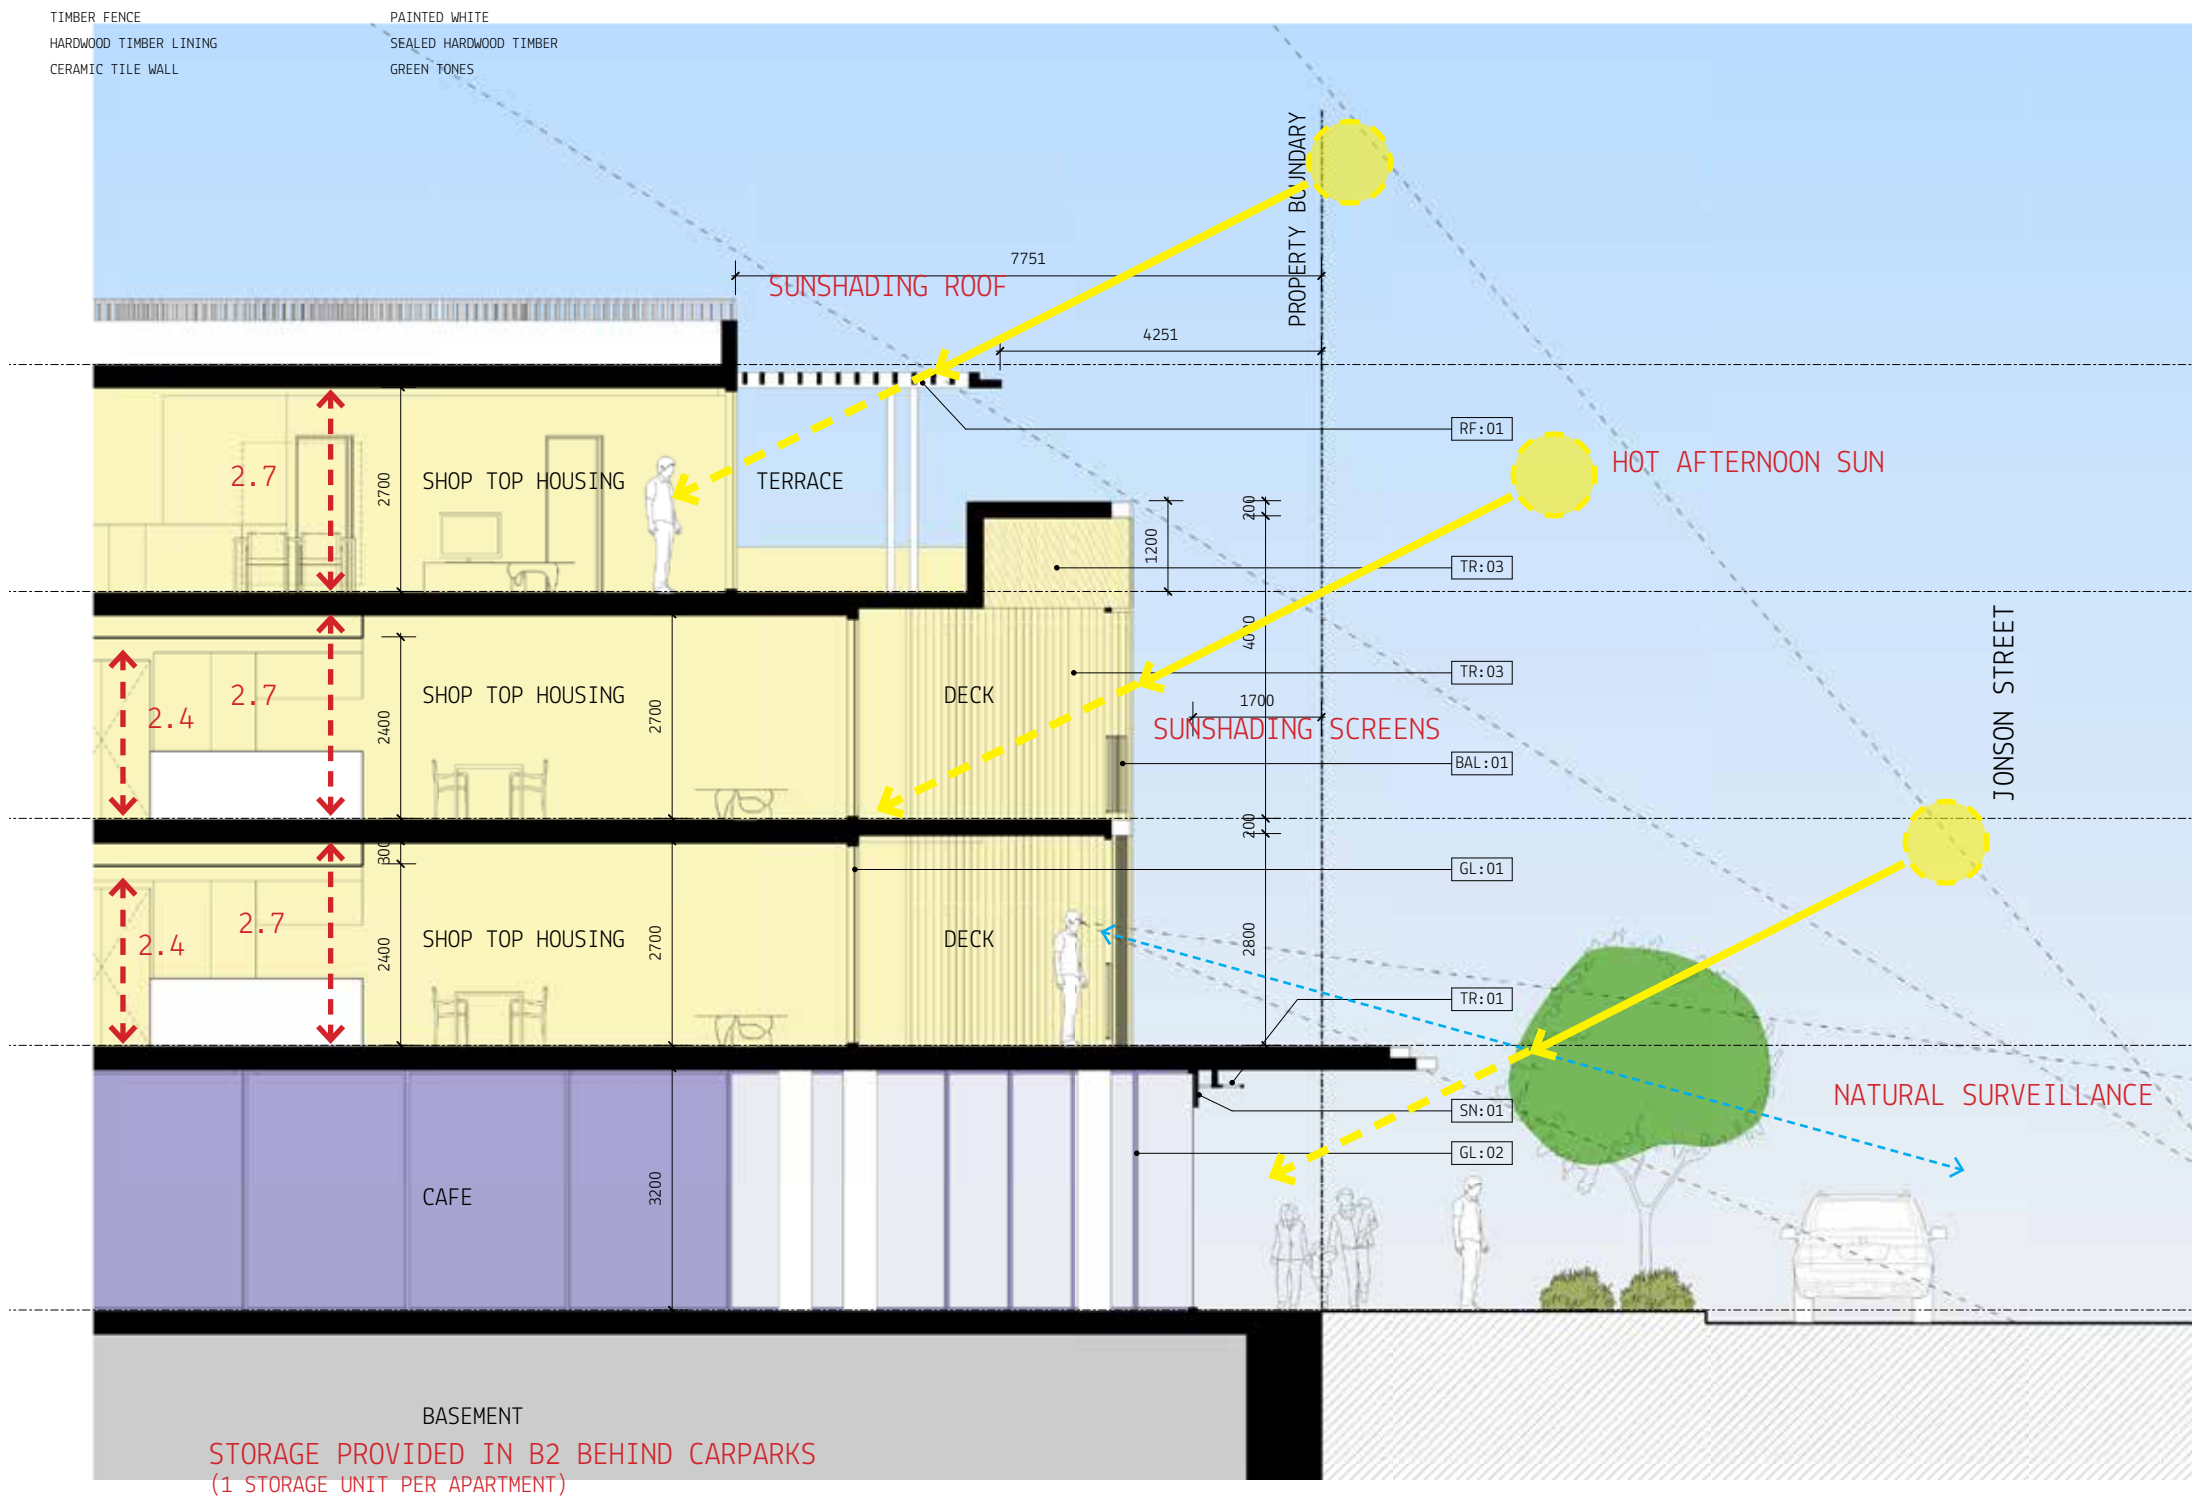 TIMBER FENCE
PAINTED WHITE
HARDWOOD TIMBER LINING
SEALED HARDWOOD TIMBER
CERAMIC TILE WALL
GREEN TONES
PROPERTY BOUNDARY
7751
SUNSHADING ROOF
4251
RF:01
HOT AFTERNOON SUN
2.7
2700
SHOP TOP HOUSING
TERRACE
200
1200
TR:03
JONSON STREET
TR:03
2.7
2.4
2400
SHOP TOP HOUSING
2700
DECK
1700
SUNSHADING SCREENS
BAL:01
200
300
GL:01
2.7
2.4
2400
SHOP TOP HOUSING
2700
DECK
2800
TR:01
NATURAL SURVEILLANCE
SN:01
GL:02
CAFE
3200
BASEMENT
STORAGE PROVIDED IN B2 BEHIND CARPARKS
(1 STORAGE UNIT PER APARTMENT)